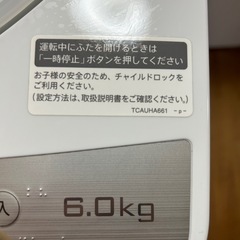 運転中にふたを開けるときは
「一時停止」ボタンを押してください
お子様の安全のため、チャイルドロックを
ご利用ください。
(設定方法は、取扱説明書をご確認ください。)
TCAUHA661 －p－
入
6.0kg